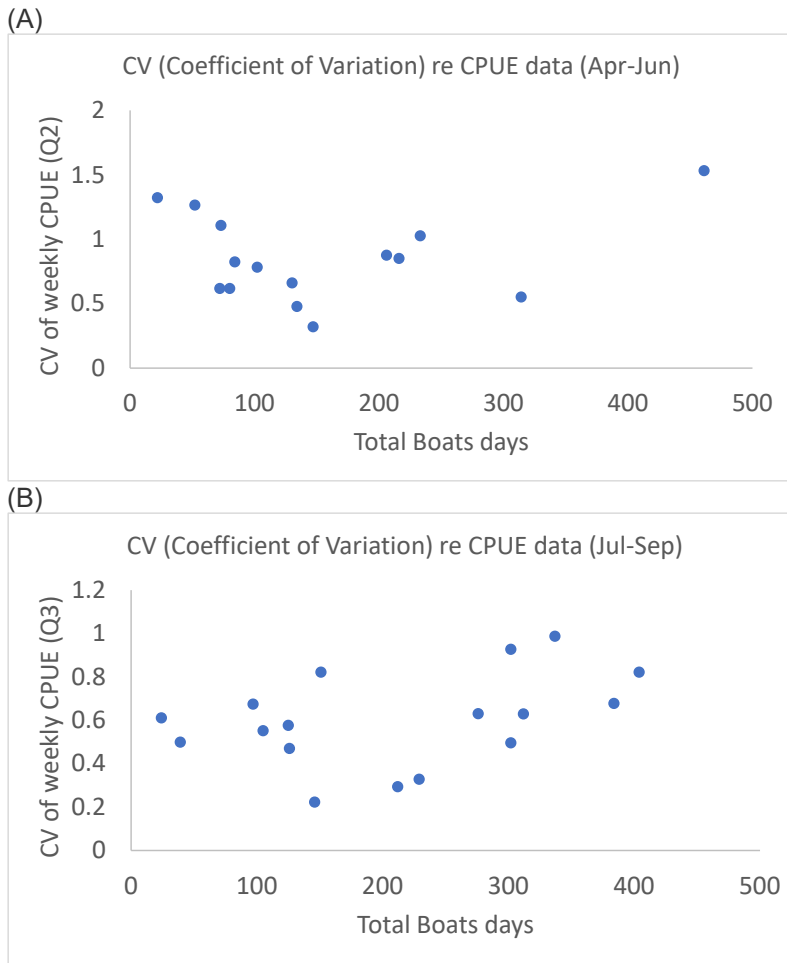 (A)
CV (Coefficient of Variation) re CPUE data (Apr-Jun)
CV of weekly CPUE (Q2)
2
1.5
1
0.5
0
0 100 200 300 400 500
Total Boats days
(B)
CV (Coefficient of Variation) re CPUE data (Jul-Sep)
CV of weekly CPUE (Q3)
1.2
1
0.8
0.6
0.4
0.2
0
0 100 200 300 400 500
Total Boats days